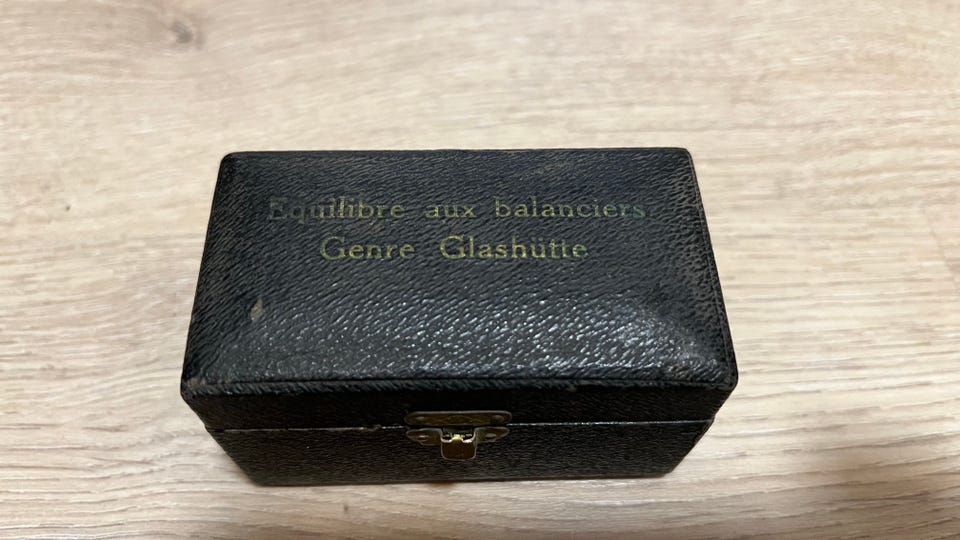 Equilibre aux balanciers
Genre Glashütte